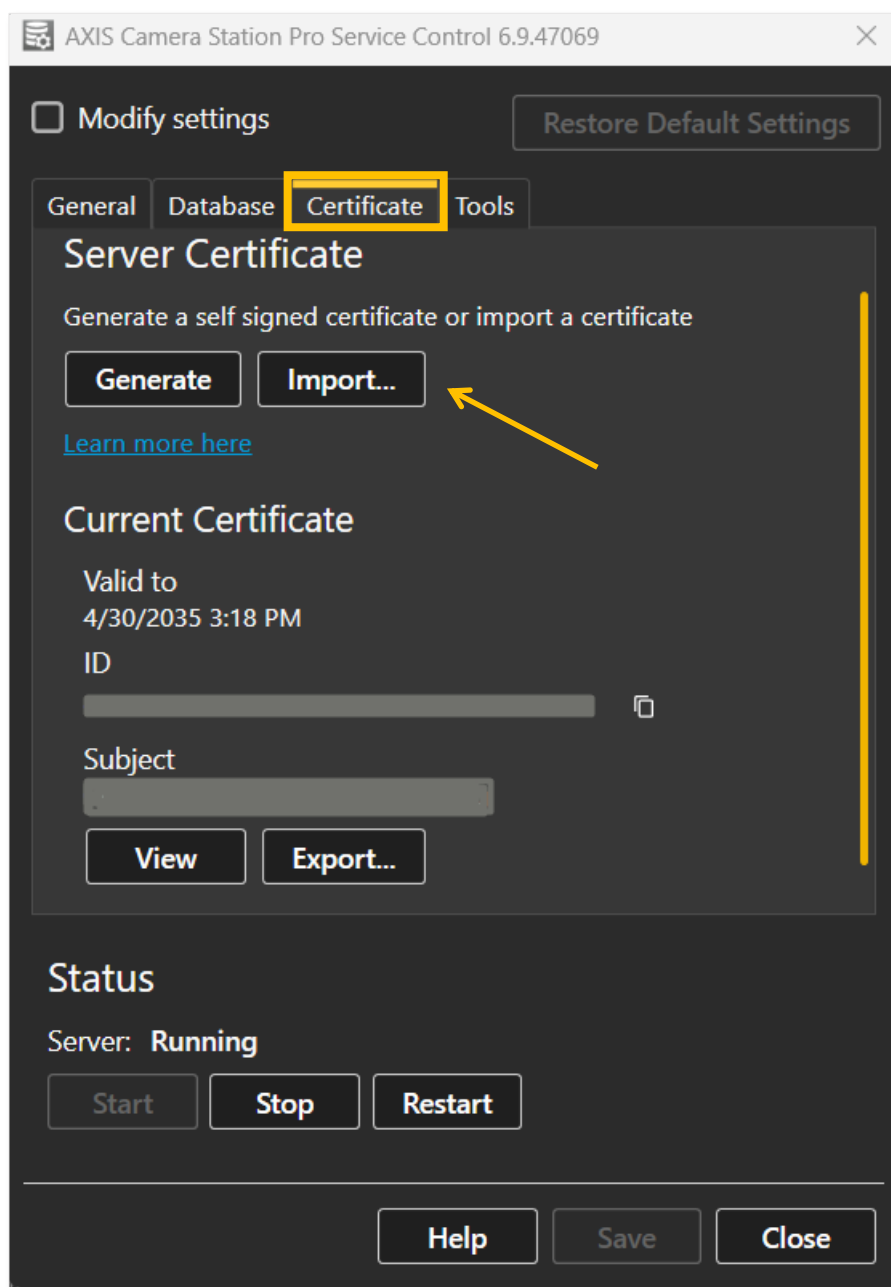 AXIS Camera Station Pro Service Control 6.9.47069
Modify settings
Restore Default Settings
General Database Certificate Tools
Server Certificate
Generate a self signed certificate or import a certificate
Generate Import...
Learn more here
Current Certificate
Valid to
4/30/2035 3:18 PM
ID
Subject
View Export...
Status
Server: Running
Start Stop Restart
Help Save Close